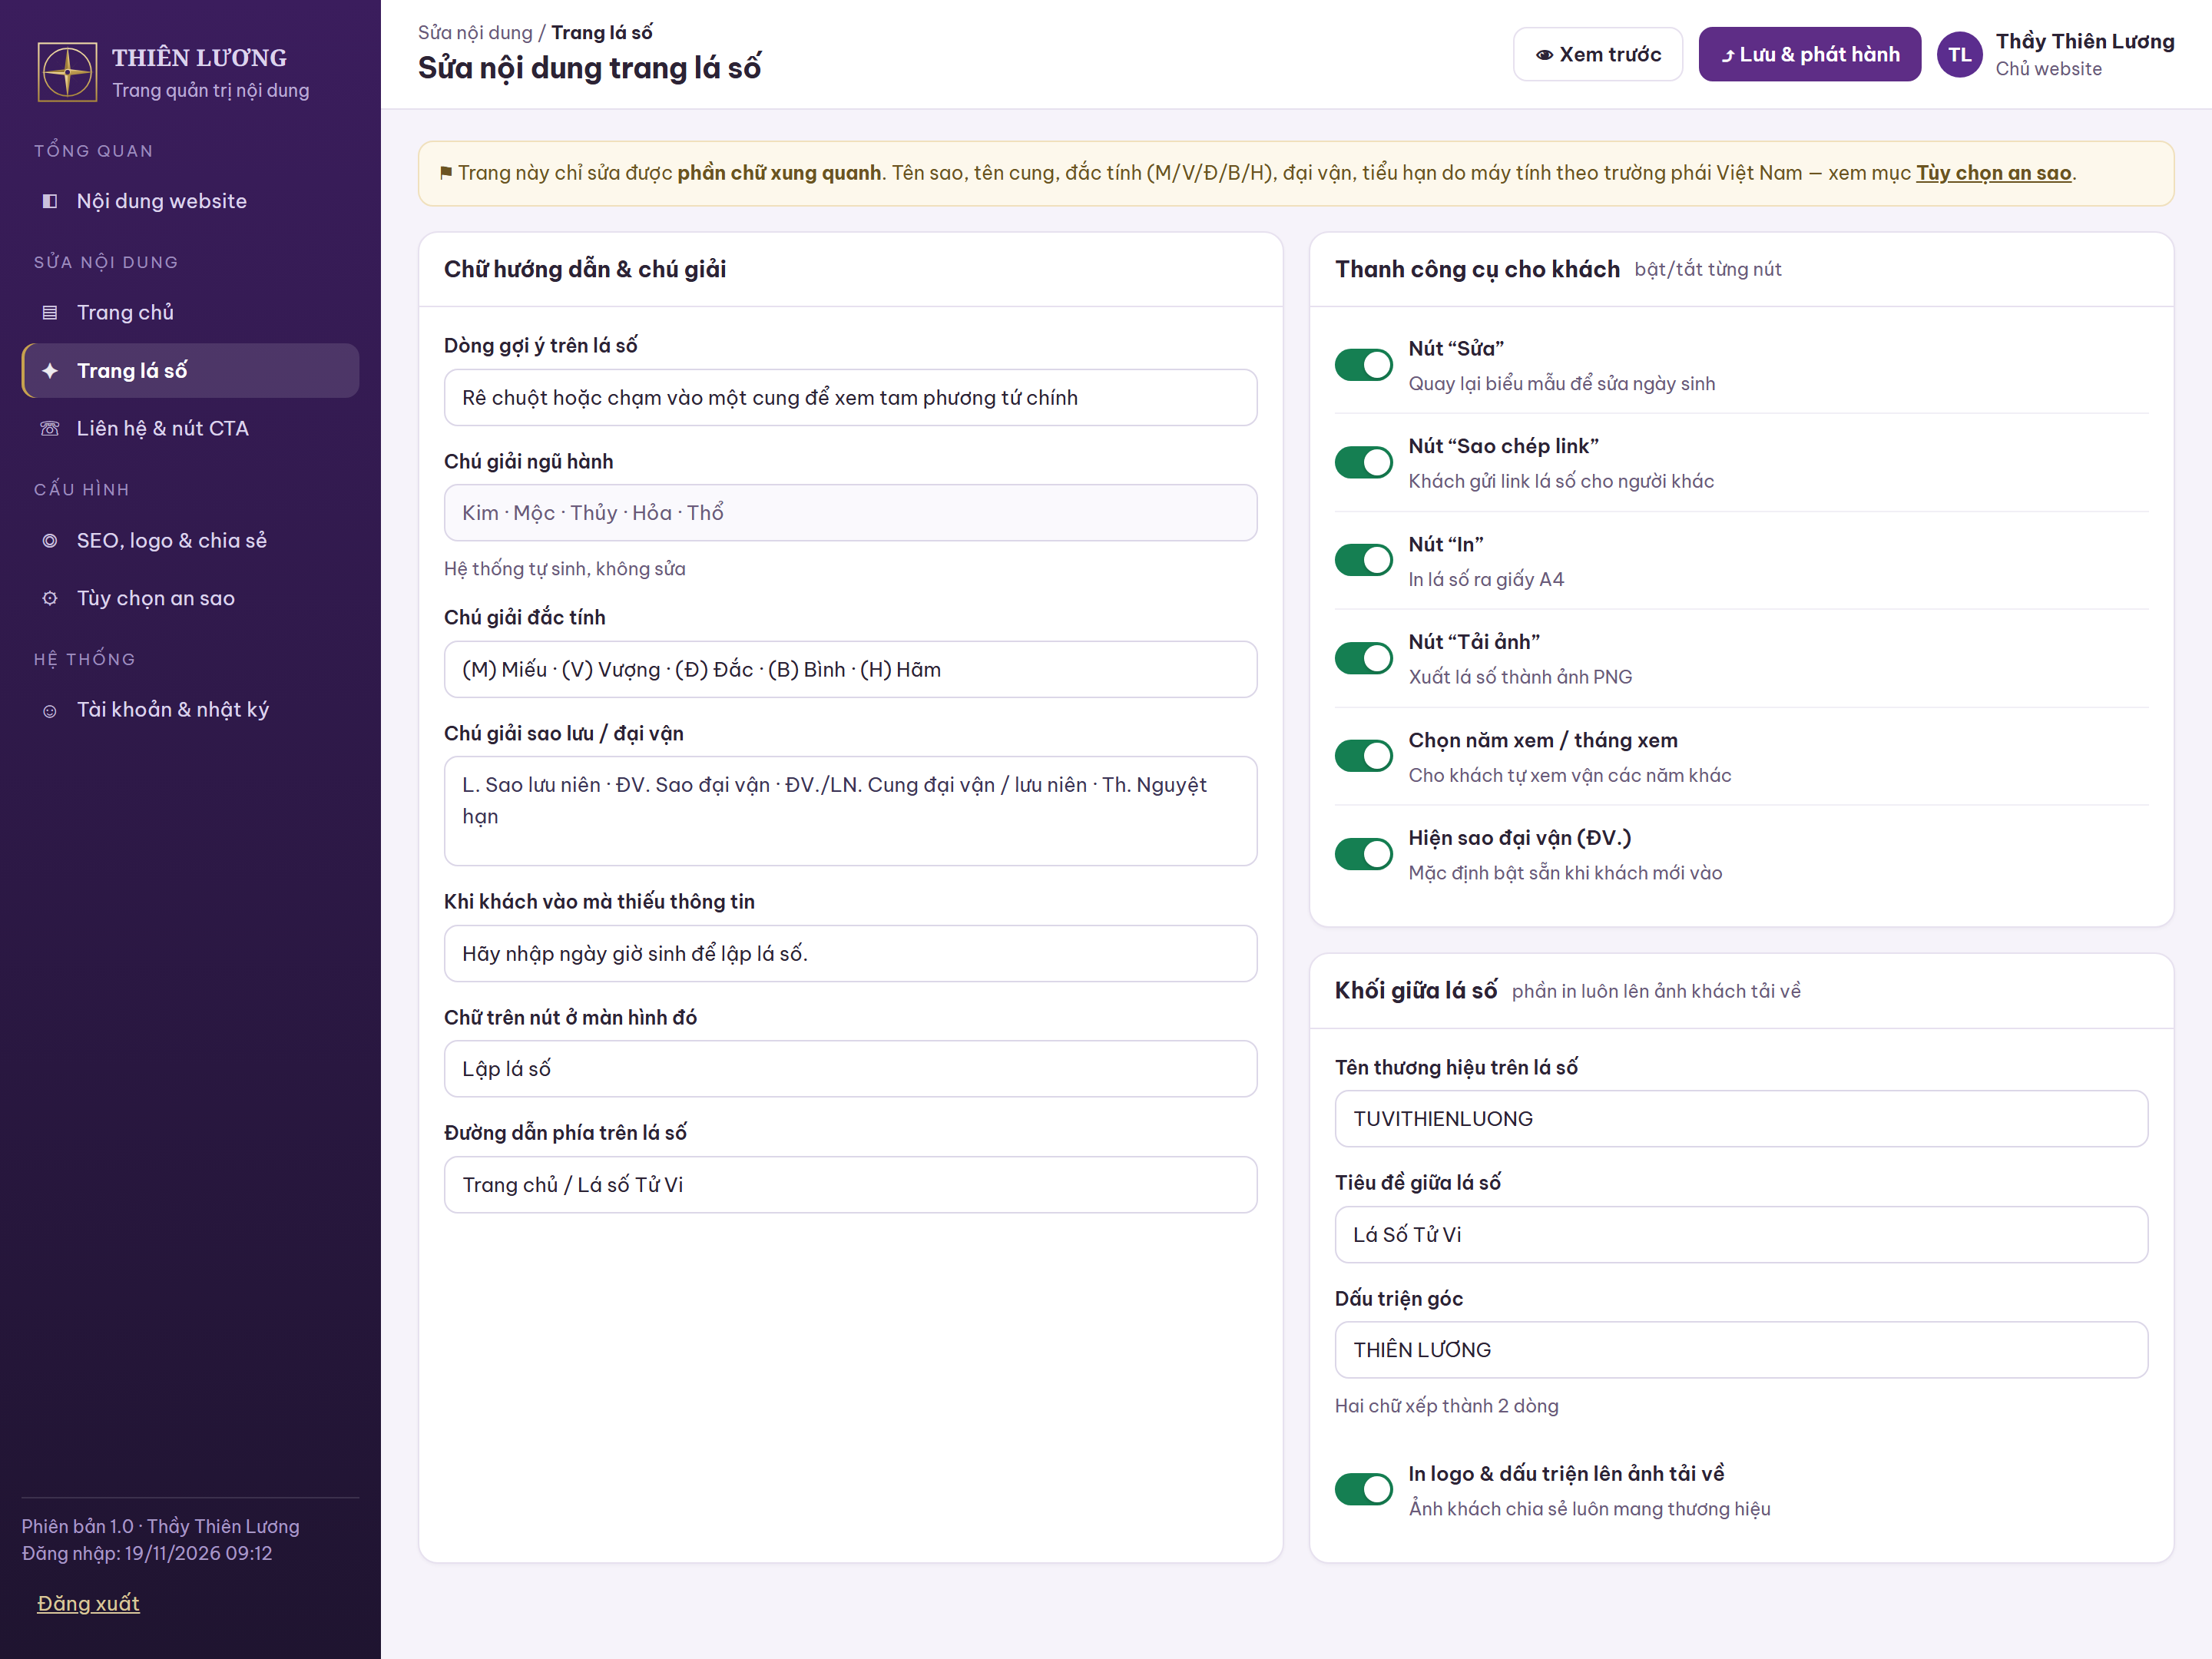 THIÊN LƯƠNG
Trang quản trị nội dung
TỔNG QUAN
Nội dung website
SỬA NỘI DUNG
Trang chủ
Trang lá số
Liên hệ & nút CTA
CẤU HÌNH
SEO, logo & chia sẻ
Tùy chọn an sao
HỆ THỐNG
Tài khoản & nhật ký
Phiên bản 1.0 · Thầy Thiên Lương
Đăng nhập: 19/11/2026 09:12
Đăng xuất
Sửa nội dung / Trang lá số
Sửa nội dung trang lá số
Xem trước
Lưu & phát hành
TL
Thầy Thiên Lương
Chủ website
Trang này chỉ sửa được phần chữ xung quanh. Tên sao, tên cung, đắc tính (M/V/Đ/B/H), đại vận, tiểu hạn do máy tính theo trường phái Việt Nam — xem mục Tùy chọn an sao.
Chữ hướng dẫn & chú giải
Dòng gợi ý trên lá số
Rê chuột hoặc chạm vào một cung để xem tam phương tứ chính
Chú giải ngũ hành
Kim · Mộc · Thủy · Hỏa · Thổ
Hệ thống tự sinh, không sửa
Chú giải đắc tính
(M) Miếu · (V) Vượng · (Đ) Đắc · (B) Bình · (H) Hãm
Chú giải sao lưu / đại vận
L. Sao lưu niên · ĐV. Sao đại vận · ĐV./LN. Cung đại vận / lưu niên · Th. Nguyệt
hạn
Khi khách vào mà thiếu thông tin
Hãy nhập ngày giờ sinh để lập lá số.
Chữ trên nút ở màn hình đó
Lập lá số
Đường dẫn phía trên lá số
Trang chủ / Lá số Tử Vi
Thanh công cụ cho khách bật/tắt từng nút
Nút “Sửa”
Quay lại biểu mẫu để sửa ngày sinh
Nút “Sao chép link”
Khách gửi link lá số cho người khác
Nút “In”
In lá số ra giấy A4
Nút “Tải ảnh”
Xuất lá số thành ảnh PNG
Chọn năm xem / tháng xem
Cho khách tự xem vận các năm khác
Hiện sao đại vận (ĐV.)
Mặc định bật sẵn khi khách mới vào
Khối giữa lá số phần in luôn lên ảnh khách tải về
Tên thương hiệu trên lá số
TUVITHIENLUONG
Tiêu đề giữa lá số
Lá Số Tử Vi
Dấu triện góc
THIÊN LƯƠNG
Hai chữ xếp thành 2 dòng
In logo & dấu triện lên ảnh tải về
Ảnh khách chia sẻ luôn mang thương hiệu